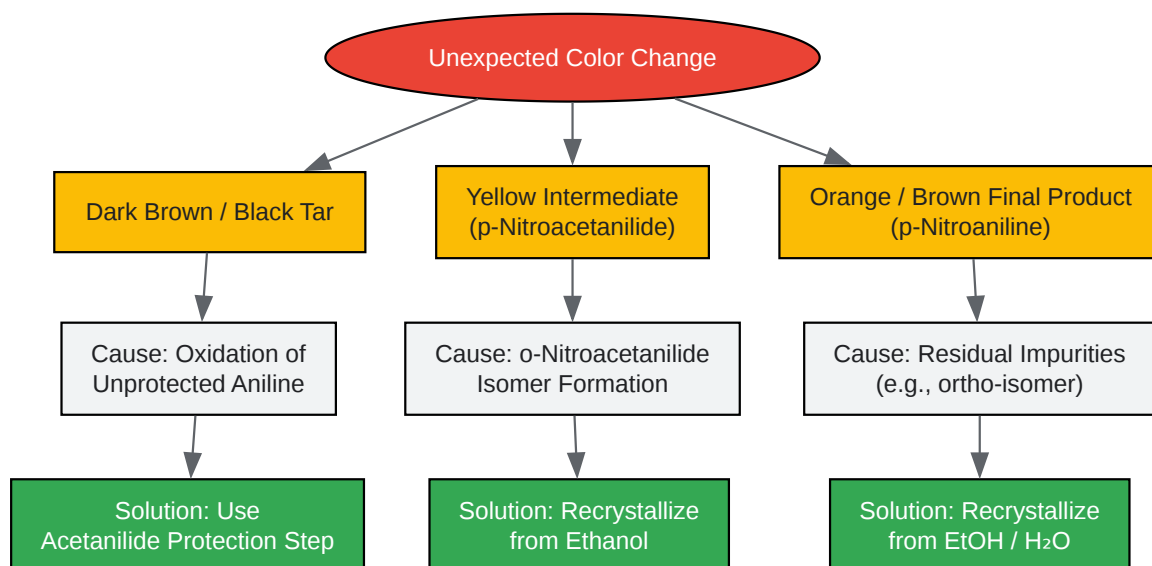 Unexpected Color Change
Dark Brown / Black Tar
Yellow Intermediate
(p-Nitroacetanilide)
Orange / Brown Final Product
(p-Nitroaniline)
Cause: Oxidation of
Unprotected Aniline
Cause: o-Nitroacetanilide
Isomer Formation
Cause: Residual Impurities
(e.g., ortho-isomer)
Solution: Use
Acetanilide Protection Step
Solution: Recrystallize
from Ethanol
Solution: Recrystallize
from EtOH / H₂O